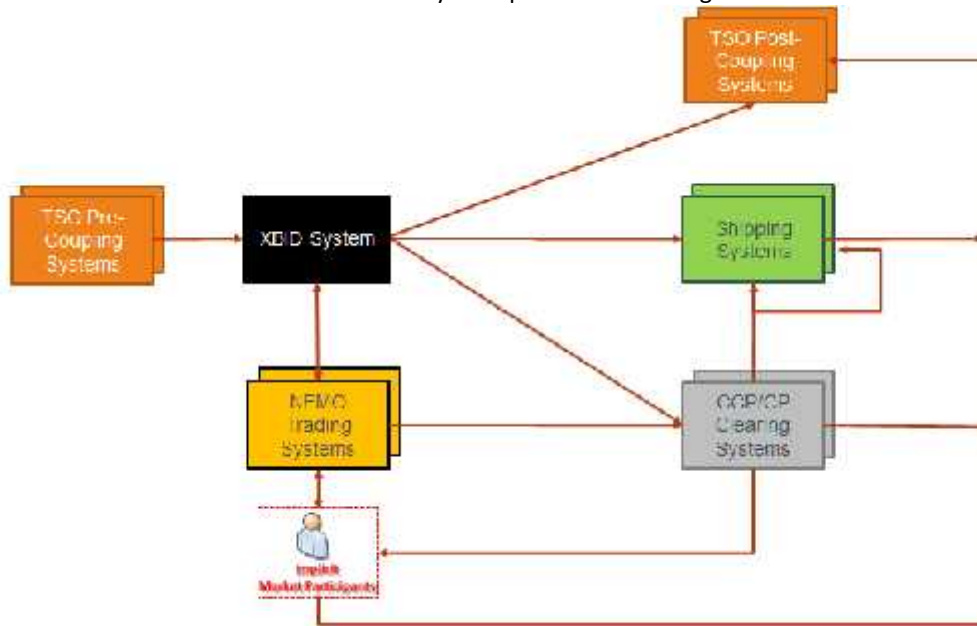 TSO Post-
Coupling
Systems
TSO Pre-
Coupling
Systems
XBID System
Shipping
Systems
NEMO
Trading
Systems
CCP/CP
Clearing
Systems
Implicit
Market Participants